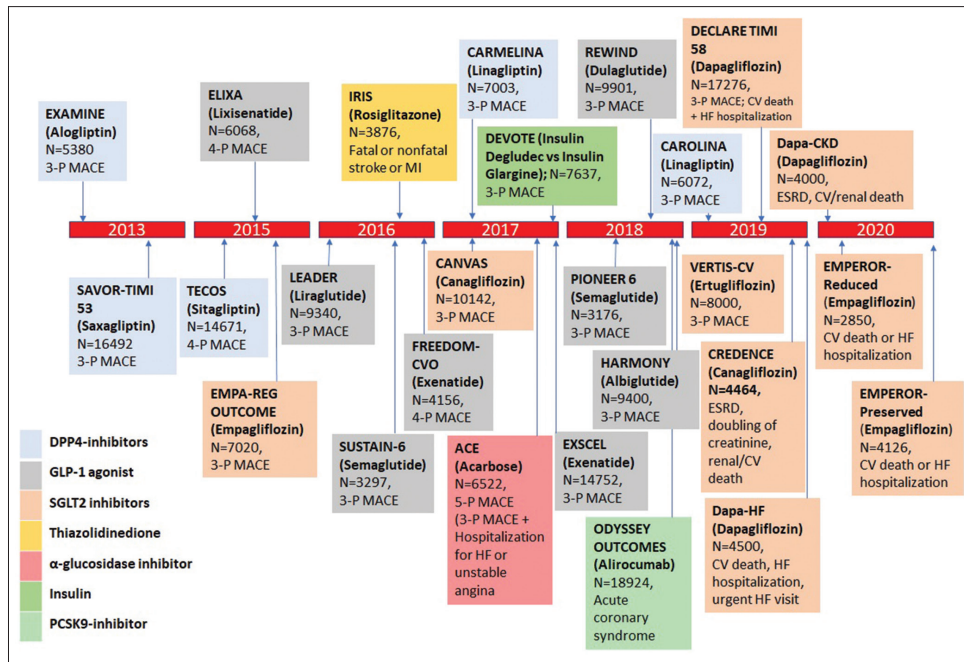 EXAMINE
(Alogliptin)
N=5380
3-P MACE
ELIXA
(Lixisenatide)
N=6068,
4-P MACE
IRIS
(Rosiglitazone)
N=3876,
Fatal or nonfatal
stroke or MI
CARMELINA
(Linagliptin)
N=7003,
3-P MACE
DEVOTE (Insulin
Degludec vs Insulin
Glargine); N=7637,
3-P MACE
REWIND
(Dulaglutide)
N=9901,
3-P MACE
CAROLINA
(Linagliptin)
N=6072,
3-P MACE
DECLARE TIMI
58
(Dapagliflozin)
N=17276,
3-P MACE; CV death
+ HF hospitalization
Dapa-CKD
(Dapagliflozin)
N=4000,
ESRD, CV/renal death
2013
2015
2016
2017
2018
2019
2020
SAVOR-TIMI
53
(Saxagliptin)
N=16492
3-P MACE
TECOS
(Sitagliptin)
N=14671,
4-P MACE
EMPA-REG
OUTCOME
(Empagliflozin)
N=7020,
3-P MACE
LEADER
(Liraglutide)
N=9340,
3-P MACE
SUSTAIN-6
(Semaglutide)
N=3297,
3-P MACE
FREEDOM-
CVO
(Exenatide)
N=4156,
4-P MACE
CANVAS
(Canagliflozin)
N=10142,
3-P MACE
ACE
(Acarbose)
N=6522,
5-P MACE
(3-P MACE +
Hospitalization
for HF or
unstable
angina)
EXSCEL
(Exenatide)
N=14752,
3-P MACE
PIONEER 6
(Semaglutide)
N=3176,
3-P MACE
HARMONY
(Albiglutide)
N=9400,
3-P MACE
ODYSSEY
OUTCOMES
(Alirocumab)
N=18924,
Acute
coronary
syndrome
VERTIS-CV
(Ertugliflozin)
N=8000,
3-P MACE
CREDENCE
(Canagliflozin)
N=4464,
ESRD,
doubling of
creatinine,
renal/CV
death
Dapa-HF
(Dapagliflozin)
N=4500,
CV death, HF
hospitalization,
urgent HF visit
EMPEROR-
Reduced
(Empagliflozin)
N=2850,
CV death or HF
hospitalization
EMPEROR-
Preserved
(Empagliflozin)
N=4126,
CV death or HF
hospitalization
DPP4-inhibitors
GLP-1 agonist
SGLT2 inhibitors
Thiazolidinedione
α-glucosidase inhibitor
Insulin
PCSK9-inhibitor